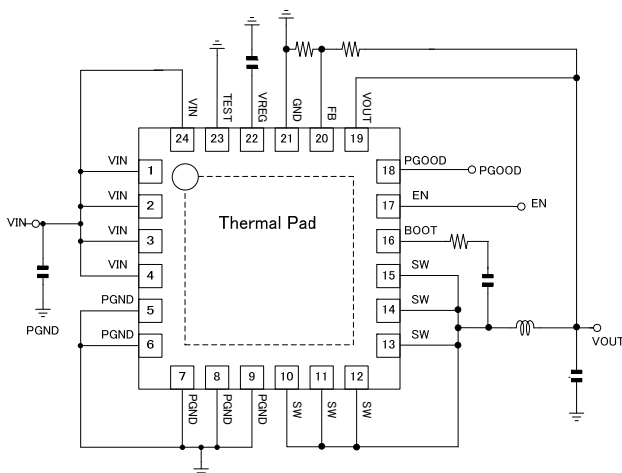 VIN
TEST
VREG
GND
FB
VOUT
24
23
22
21
20
19
VIN
1
VIN
2
VIN
3
VIN
4
PGND
5
PGND
6
VIN
PGND
Thermal Pad
18
PGOOD
PGOOD
17
EN
EN
16
BOOT
15
SW
14
SW
13
SW
VOUT
7
8
9
10
11
12
PGND
PGND
PGND
SW
SW
SW